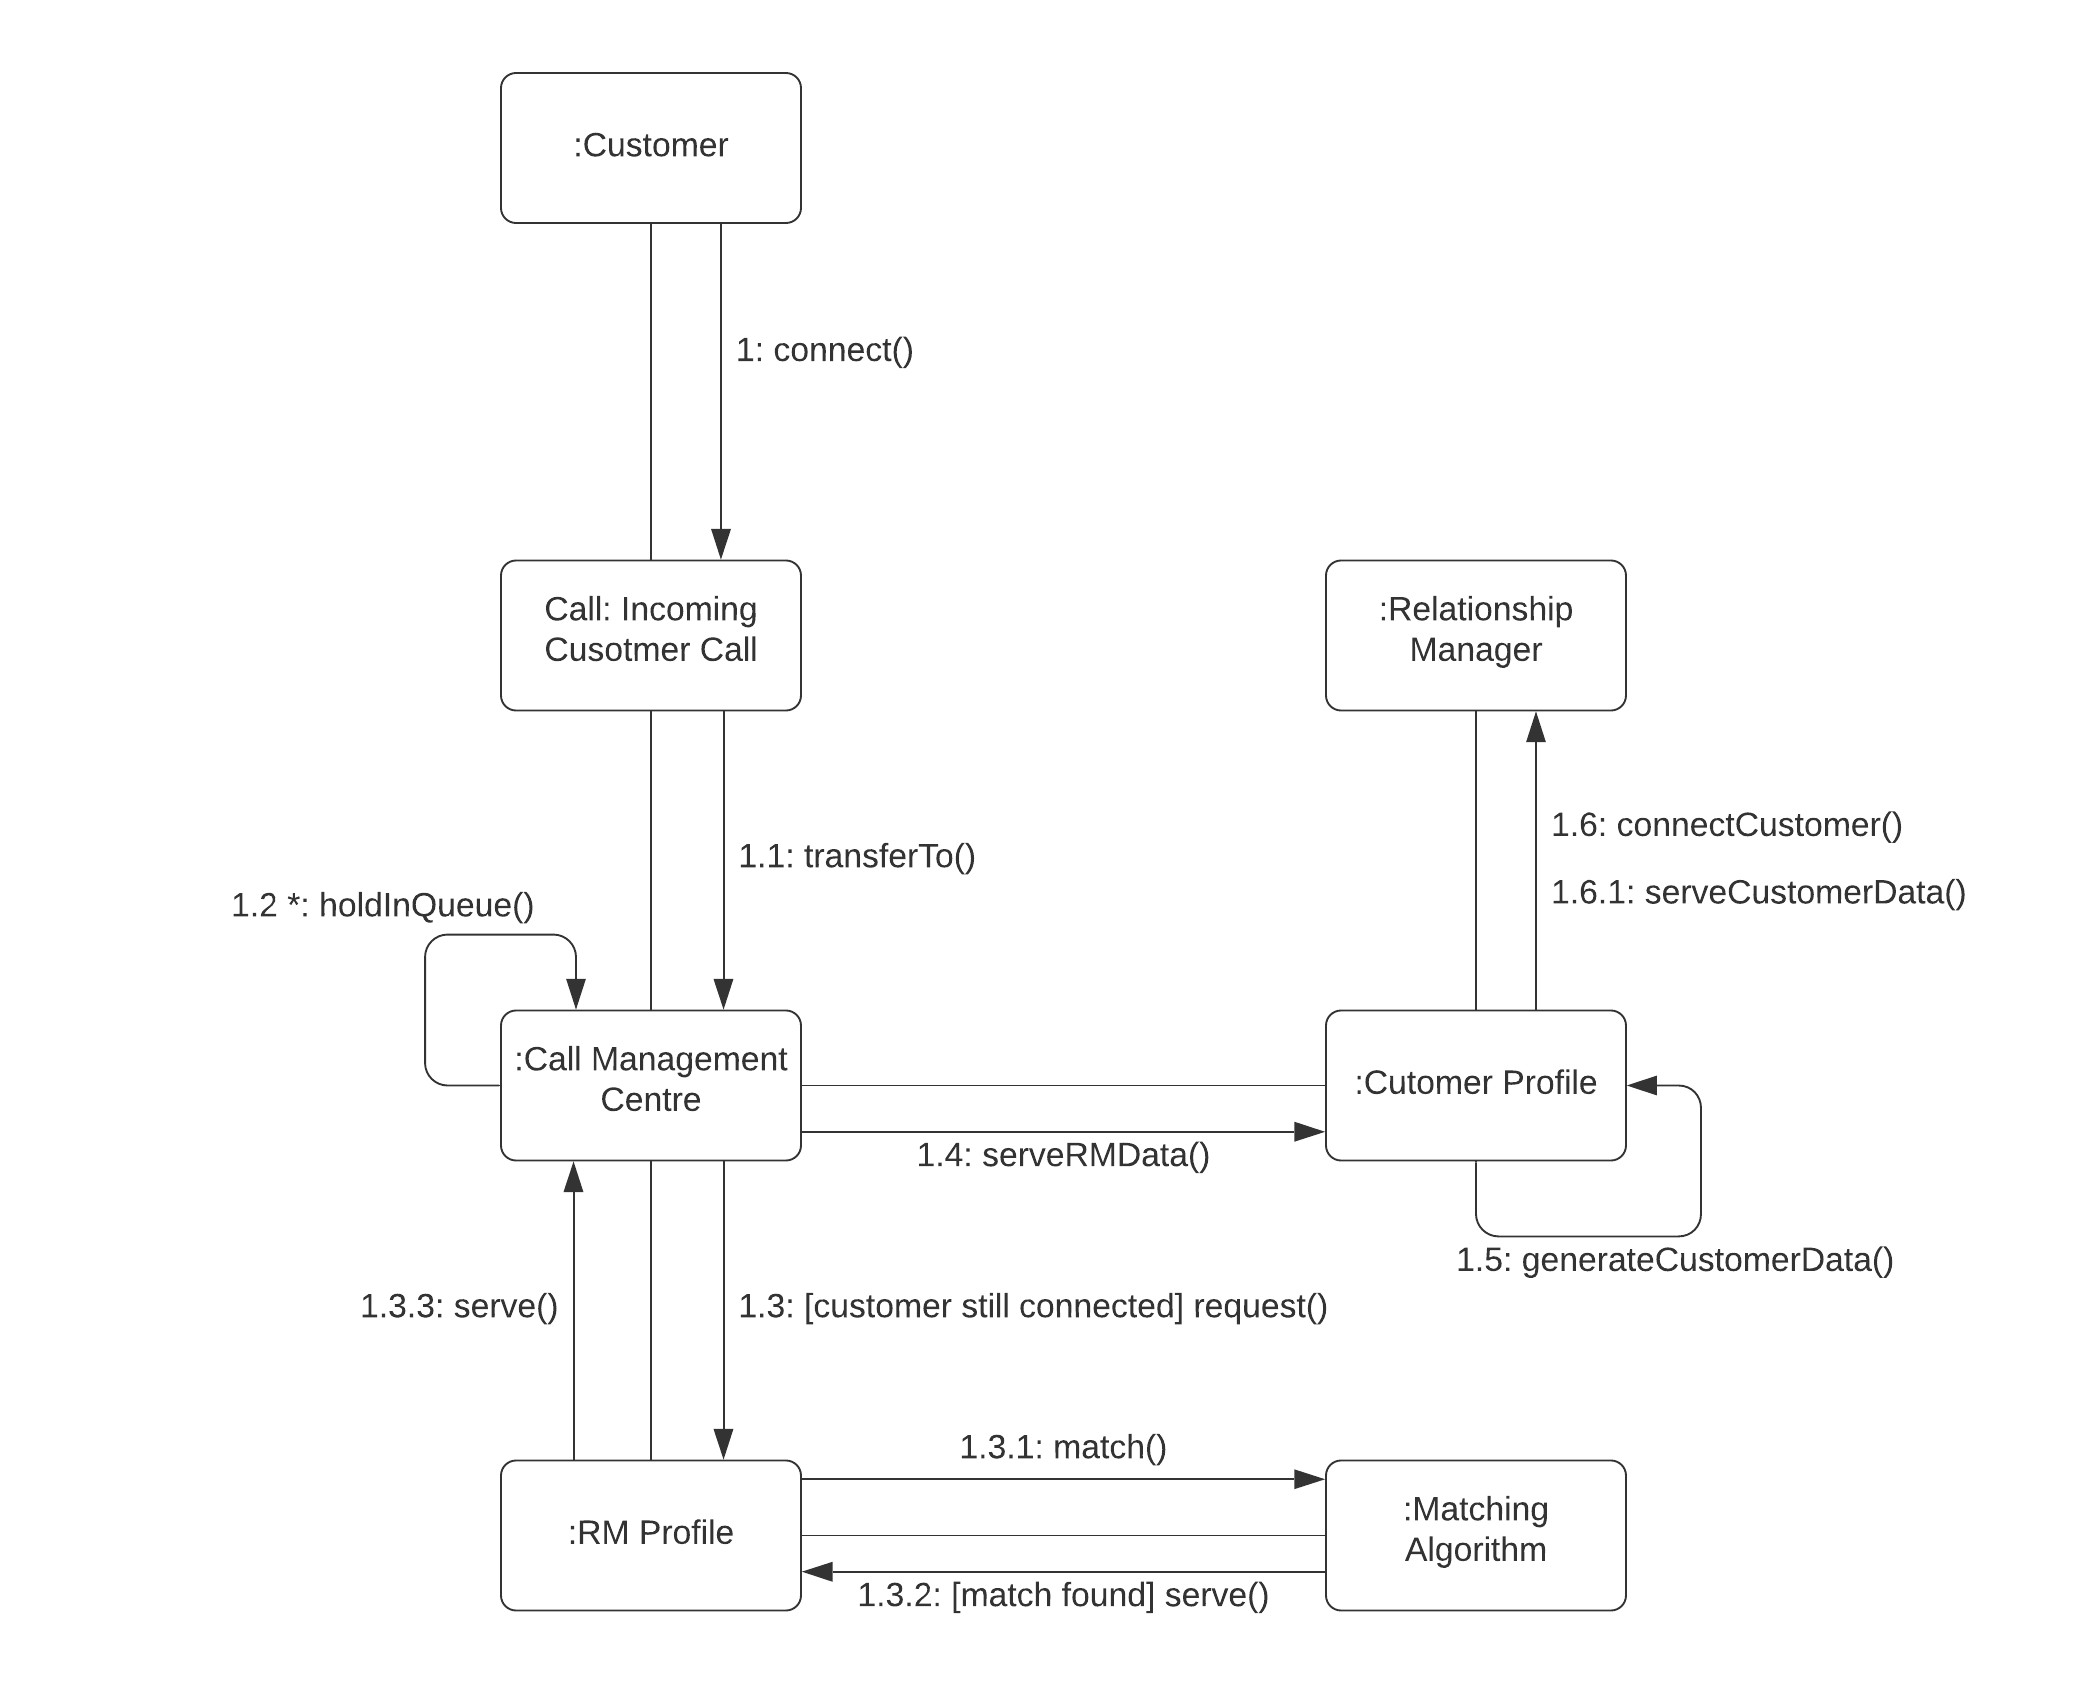 :Customer
1: connect()
Call: Incoming
Cusotmer Call
:Relationship
Manager
1.1: transferTo()
1.6: connectCustomer()
1.6.1: serveCustomerData()
1.2 *: holdInQueue()
:Call Management
Centre
:Cutomer Profile
1.4: serveRMData()
1.5: generateCustomerData()
1.3.3: serve()
1.3: [customer still connected] request()
1.3.1: match()
:RM Profile
:Matching
Algorithm
1.3.2: [match found] serve()